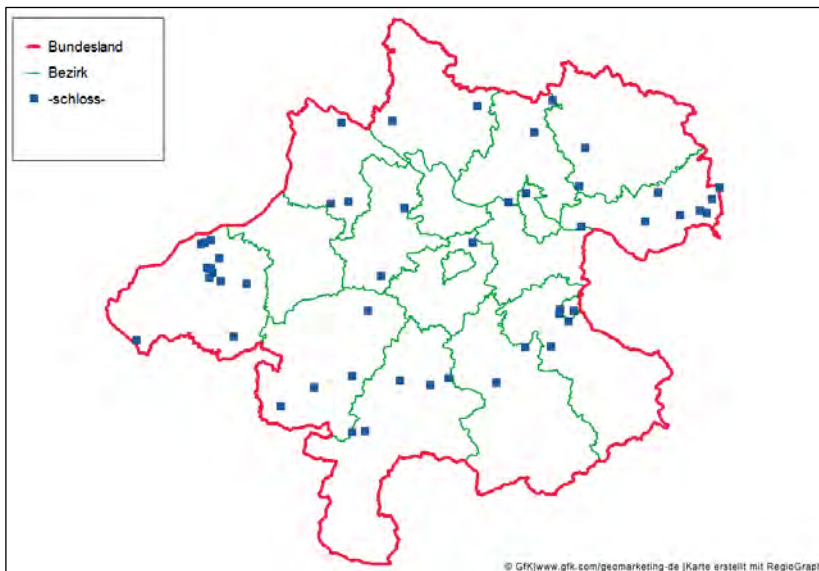 Bundesland
Bezirk
-schloss-
© GfK|www.gfk.com/geomarketing-de |Karte erstellt mit RegioGraph